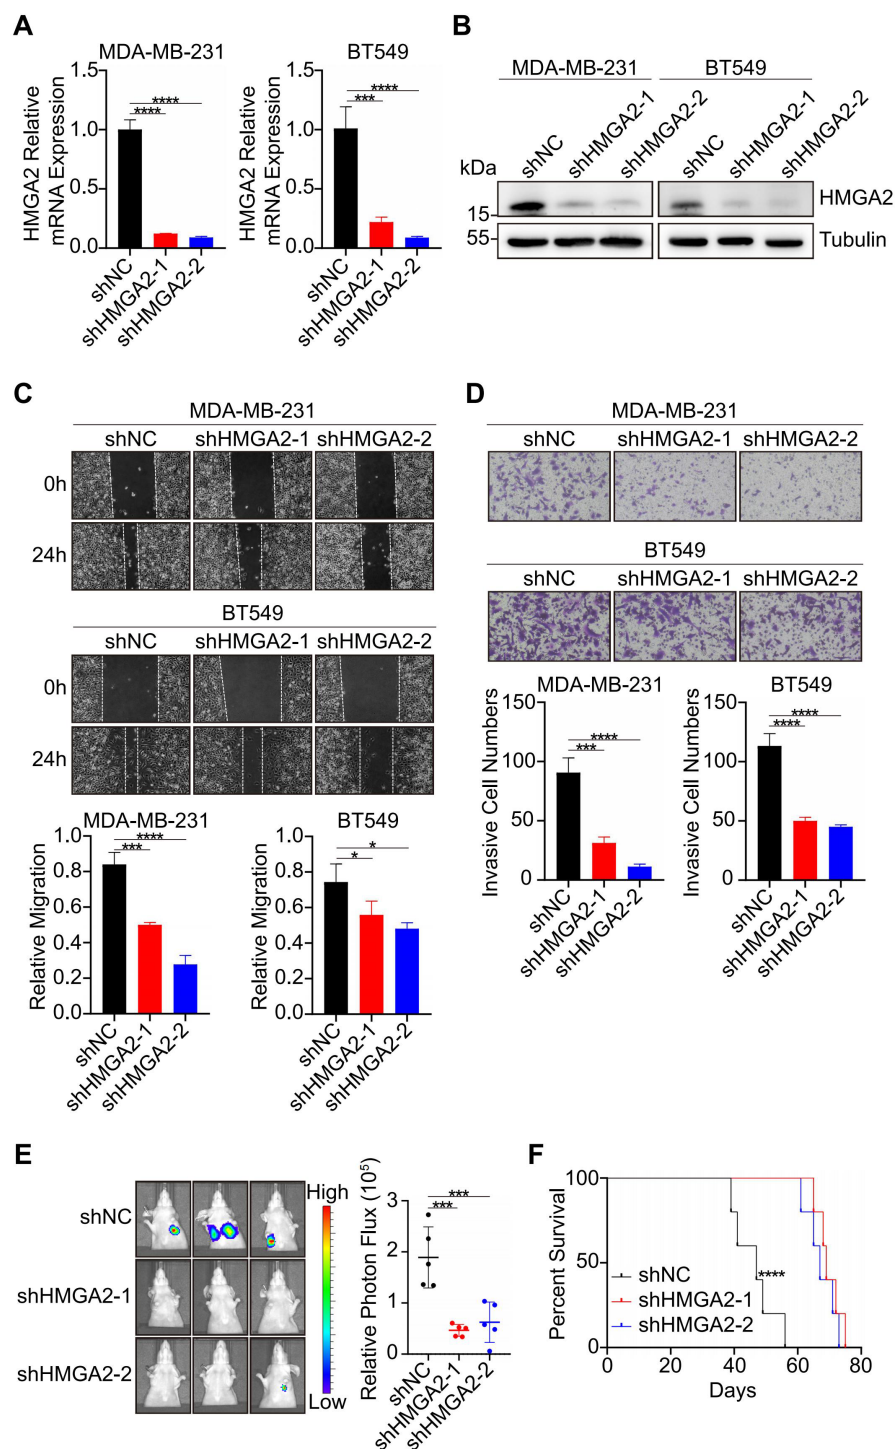 A
MDA-MB-231
BT549
HMGA2 Relative
mRNA Expression
1.5
1.0
0.5
0.0
****
****
shNC
shHMGA2-1
shHMGA2-2
HMGA2 Relative
mRNA Expression
1.5
1.0
0.5
0.0
****
***
shNC
shHMGA2-1
shHMGA2-2
B
MDA-MB-231
BT549
shNC
shHMGA2-1
shHMGA2-2
shNC
shHMGA2-1
shHMGA2-2
kDa
15
HMGA2
55
Tubulin
C
MDA-MB-231
shNC shHMGA2-1 shHMGA2-2
0h
24h
BT549
shNC shHMGA2-1 shHMGA2-2
0h
24h
MDA-MB-231
Relative Migration
1.0
0.8
0.6
0.4
0.2
0.0
****
***
shNC
shHMGA2-1
shHMGA2-2
BT549
Relative Migration
1.0
0.8
0.6
0.4
0.2
0.0
*
*
shNC
shHMGA2-1
shHMGA2-2
D
MDA-MB-231
shNC shHMGA2-1 shHMGA2-2
BT549
shNC shHMGA2-1 shHMGA2-2
MDA-MB-231
Invasive Cell Numbers
150
100
50
0
****
***
shNC
shHMGA2-1
shHMGA2-2
BT549
Invasive Cell Numbers
150
100
50
0
****
****
shNC
shHMGA2-1
shHMGA2-2
E
shNC
shHMGA2-1
shHMGA2-2
High
Low
Relative Photon Flux (10⁵)
3
2
1
0
***
***
shNC
shHMGA2-1
shHMGA2-2
F
Percent Survival
100
50
0
****
shNC
shHMGA2-1
shHMGA2-2
0 20 40 60 80
Days